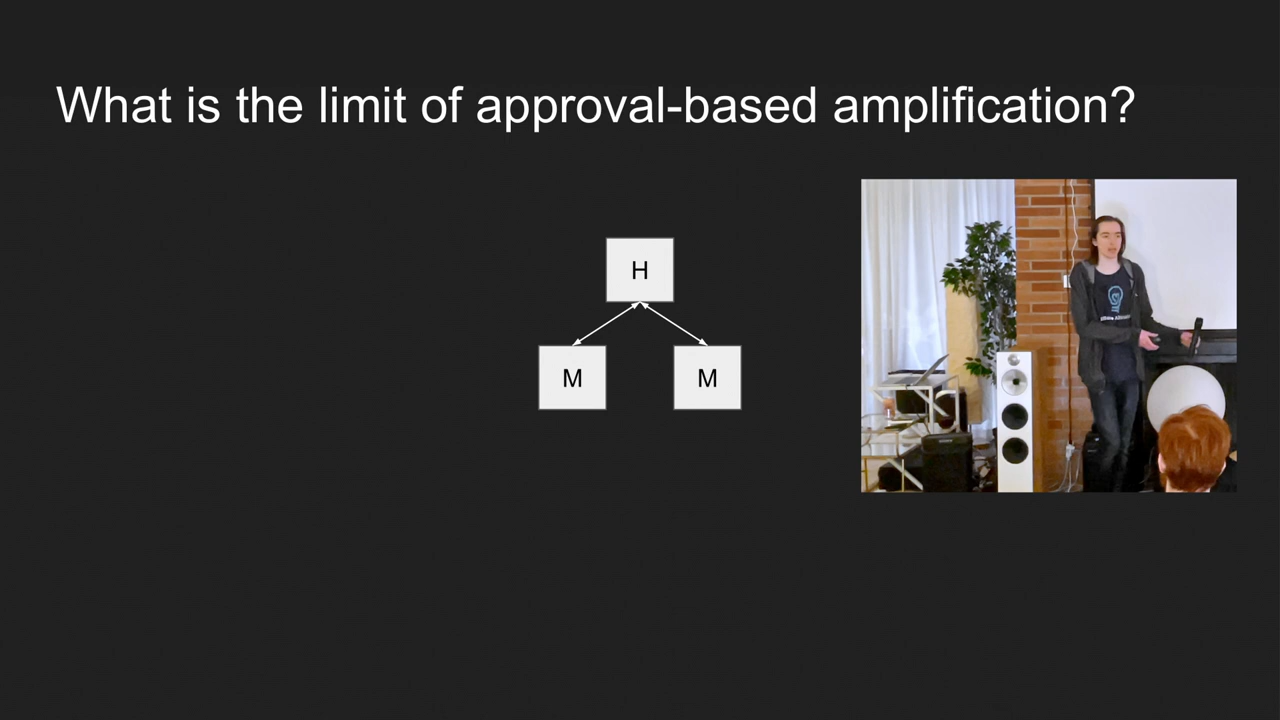 What is the limit of approval-based amplification?
H
M
M